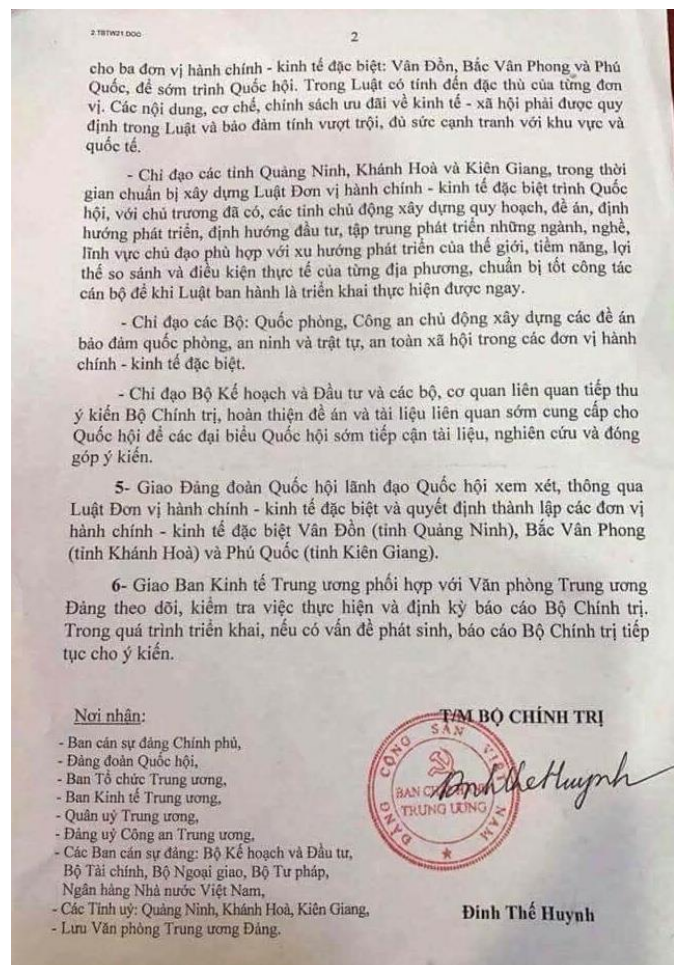 2.TBTW21.DOC
2
cho ba đơn vị hành chính - kinh tế đặc biệt: Vân Đồn, Bắc Vân Phong và Phú
Quốc, để sớm trình Quốc hội. Trong Luật có tính đến đặc thù của từng đơn
vị. Các nội dung, cơ chế, chính sách ưu đãi về kinh tế - xã hội phải được quy
định trong Luật và bảo đảm tính vượt trội, đủ sức cạnh tranh với khu vực và
quốc tế.
- Chỉ đạo các tỉnh Quảng Ninh, Khánh Hoà và Kiên Giang, trong thời
gian chuẩn bị xây dựng Luật Đơn vị hành chính - kinh tế đặc biệt trình Quốc
hội, với chủ trương đã có, các tỉnh chủ động xây dựng quy hoạch, đề án, định
hướng phát triển, định hướng đầu tư, tập trung phát triển những ngành, nghề,
lĩnh vực chủ đạo phù hợp với xu hướng phát triển của thế giới, tiềm năng, lợi
thế so sánh và điều kiện thực tế của từng địa phương, chuẩn bị tốt công tác
cán bộ để khi Luật ban hành là triển khai thực hiện được ngay.
- Chỉ đạo các Bộ: Quốc phòng, Công an chủ động xây dựng các đề án
bảo đảm quốc phòng, an ninh và trật tự, an toàn xã hội trong các đơn vị hành
chính - kinh tế đặc biệt.
- Chỉ đạo Bộ Kế hoạch và Đầu tư và các bộ, cơ quan liên quan tiếp thu
ý kiến Bộ Chính trị, hoàn thiện đề án và tài liệu liên quan sớm cung cấp cho
Quốc hội để các đại biểu Quốc hội sớm tiếp cận tài liệu, nghiên cứu và đóng
góp ý kiến.
5- Giao Đảng đoàn Quốc hội lãnh đạo Quốc hội xem xét, thông qua
Luật Đơn vị hành chính - kinh tế đặc biệt và quyết định thành lập các đơn vị
hành chính - kinh tế đặc biệt Vân Đồn (tỉnh Quảng Ninh), Bắc Vân Phong
(tỉnh Khánh Hoà) và Phú Quốc (tỉnh Kiên Giang).
6- Giao Ban Kinh tế Trung ương phối hợp với Văn phòng Trung ương
Đảng theo dõi, kiểm tra việc thực hiện và định kỳ báo cáo Bộ Chính trị.
Trong quá trình triển khai, nếu có vấn đề phát sinh, báo cáo Bộ Chính trị tiếp
tục cho ý kiến.
Nơi nhận:
- Ban cán sự đảng Chính phủ,
- Đảng đoàn Quốc hội,
- Ban Tổ chức Trung ương,
- Ban Kinh tế Trung ương,
- Quân uỷ Trung ương,
- Đảng uỷ Công an Trung ương,
- Các Ban cán sự đảng: Bộ Kế hoạch và Đầu tư,
Bộ Tài chính, Bộ Ngoại giao, Bộ Tư pháp,
Ngân hàng Nhà nước Việt Nam,
- Các Tỉnh uỷ: Quảng Ninh, Khánh Hoà, Kiên Giang,
- Lưu Văn phòng Trung ương Đảng.
T/M BỘ CHÍNH TRỊ
ĐẢNG CỘNG SẢN VIỆT NAM
BAN CHẤP HÀNH
TRUNG ƯƠNG
ĐinhtheHuynh
Đinh Thế Huynh